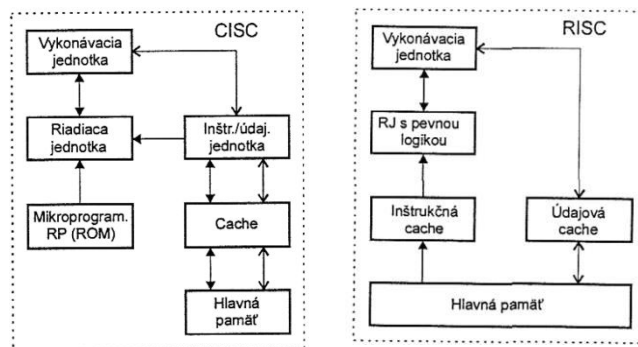 CISC
Vykonávacia
jednotka
Riadiaca
jednotka
Inštr./údaj.
jednotka
Mikroprogram.
RP (ROM)
Cache
Hlavná
pamäť
RISC
Vykonávacia
jednotka
RJ s pevnou
logikou
Inštrukčná
cache
Údajová
cache
Hlavná pamäť